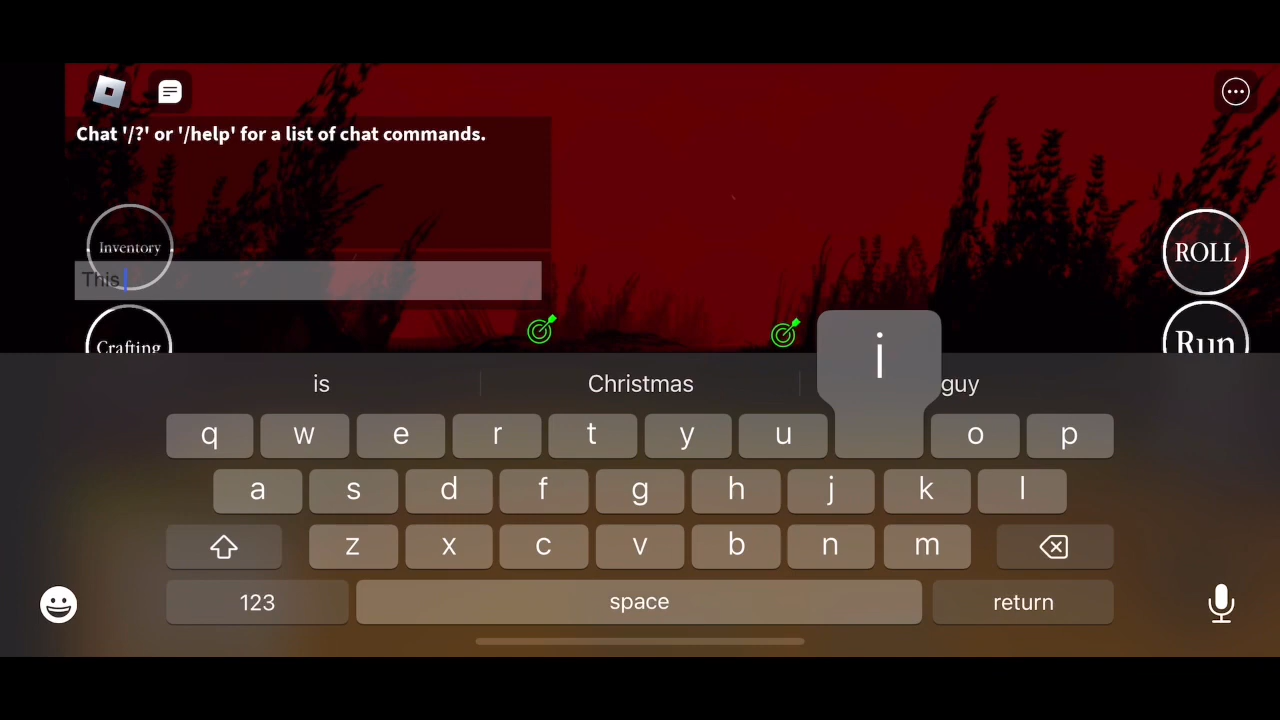 Chat '/?' or '/help' for a list of chat commands.
Inventory
This
ROLL
Crafting
Run
i
is Christmas guy
q w e r t y u o p
a s d f g h j k l
z x c v b n m
123 space return